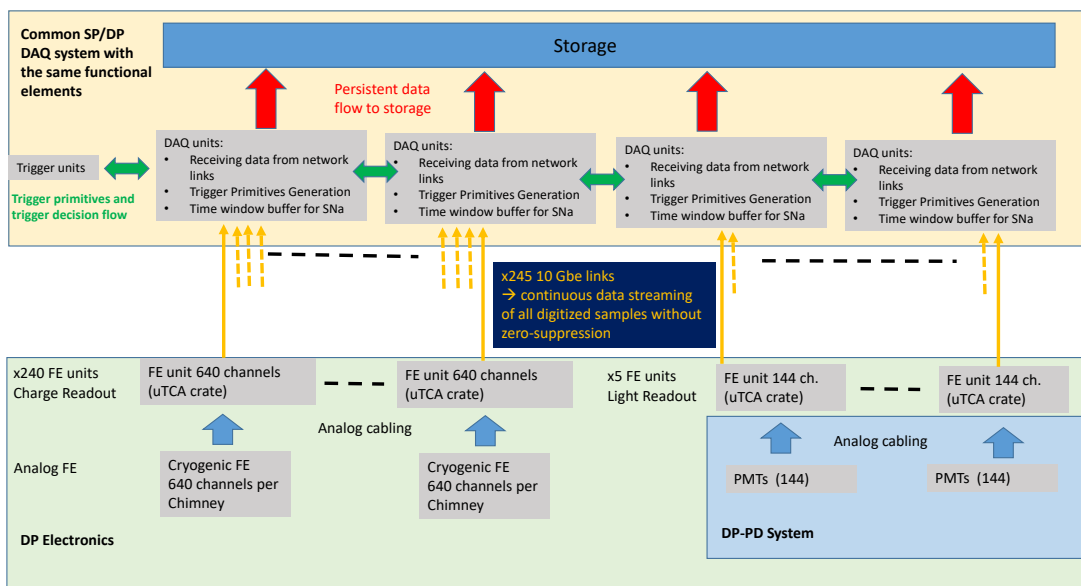 Common SP/DP
DAQ system with
the same functional
elements
Storage
Persistent data
flow to storage
Trigger units
Trigger primitives and
trigger decision flow
DAQ units:
• Receiving data from network
links
• Trigger Primitives Generation
• Time window buffer for SNa
DAQ units:
• Receiving data from network
links
• Trigger Primitives Generation
• Time window buffer for SNa
DAQ units:
• Receiving data from network
links
• Trigger Primitives Generation
• Time window buffer for SNa
DAQ units:
• Receiving data from network
links
• Trigger Primitives Generation
• Time window buffer for SNa
x245 10 Gbe links
→ continuous data streaming
of all digitized samples without
zero-suppression
x240 FE units
Charge Readout
FE unit 640 channels
(uTCA crate)
FE unit 640 channels
(uTCA crate)
x5 FE units
Light Readout
FE unit 144 ch.
(uTCA crate)
FE unit 144 ch.
(uTCA crate)
Analog cabling
Analog cabling
Analog FE
Cryogenic FE
640 channels per
Chimney
Cryogenic FE
640 channels per
Chimney
PMTs (144)
PMTs (144)
DP Electronics
DP-PD System